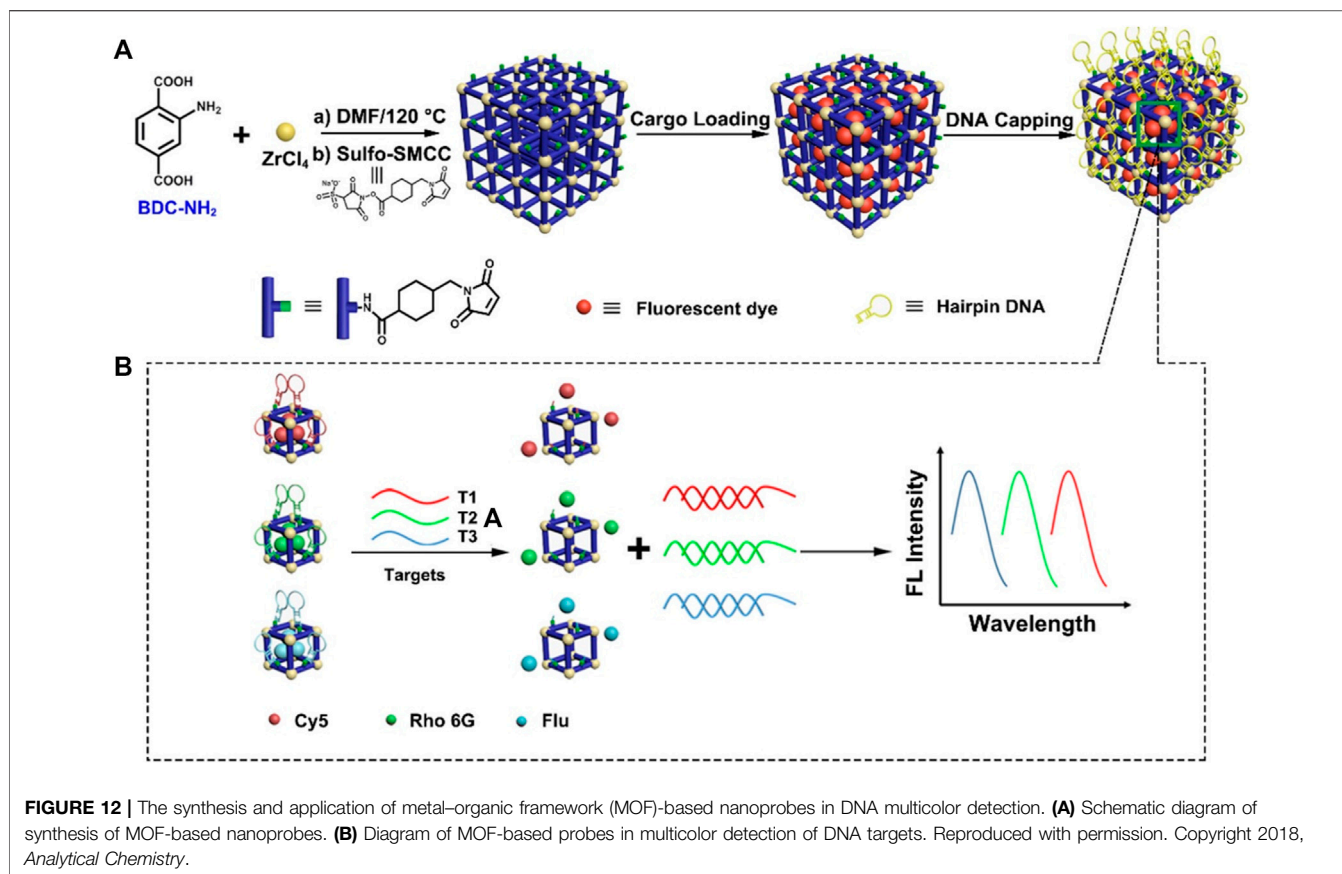 A
COOH
NH₂
COOH
BDC-NH₂
+
ZrCl₄
a) DMF/120 °C
b) Sulfo-SMCC
Cargo Loading
DNA Capping
Fluorescent dye
Hairpin DNA
B
T1
T2
T3
A
Targets
+
FL Intensity
Wavelength
Cy5
Rho 6G
Flu
FIGURE 12 | The synthesis and application of metal–organic framework (MOF)-based nanoprobes in DNA multicolor detection. (A) Schematic diagram of
synthesis of MOF-based nanoprobes. (B) Diagram of MOF-based probes in multicolor detection of DNA targets. Reproduced with permission. Copyright 2018,
Analytical Chemistry.